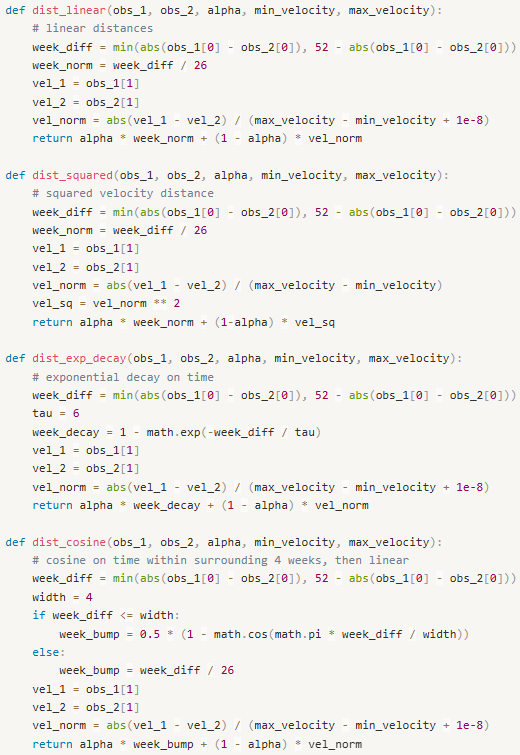 def dist_linear(obs_1, obs_2, alpha, min_velocity, max_velocity):
    # linear distances
    week_diff = min(abs(obs_1[0] - obs_2[0]), 52 - abs(obs_1[0] - obs_2[0]))
    week_norm = week_diff / 26
    vel_1 = obs_1[1]
    vel_2 = obs_2[1]
    vel_norm = abs(vel_1 - vel_2) / (max_velocity - min_velocity + 1e-8)
    return alpha * week_norm + (1 - alpha) * vel_norm

def dist_squared(obs_1, obs_2, alpha, min_velocity, max_velocity):
    # squared velocity distance
    week_diff = min(abs(obs_1[0] - obs_2[0]), 52 - abs(obs_1[0] - obs_2[0]))
    week_norm = week_diff / 26
    vel_1 = obs_1[1]
    vel_2 = obs_2[1]
    vel_norm = abs(vel_1 - vel_2) / (max_velocity - min_velocity)
    vel_sq = vel_norm ** 2
    return alpha * week_norm + (1-alpha) * vel_sq

def dist_exp_decay(obs_1, obs_2, alpha, min_velocity, max_velocity):
    # exponential decay on time
    week_diff = min(abs(obs_1[0] - obs_2[0]), 52 - abs(obs_1[0] - obs_2[0]))
    tau = 6
    week_decay = 1 - math.exp(-week_diff / tau)
    vel_1 = obs_1[1]
    vel_2 = obs_2[1]
    vel_norm = abs(vel_1 - vel_2) / (max_velocity - min_velocity + 1e-8)
    return alpha * week_decay + (1 - alpha) * vel_norm

def dist_cosine(obs_1, obs_2, alpha, min_velocity, max_velocity):
    # cosine on time within surrounding 4 weeks, then linear
    week_diff = min(abs(obs_1[0] - obs_2[0]), 52 - abs(obs_1[0] - obs_2[0]))
    width = 4
    if week_diff <= width:
        week_bump = 0.5 * (1 - math.cos(math.pi * week_diff / width))
    else:
        week_bump = week_diff / 26
    vel_1 = obs_1[1]
    vel_2 = obs_2[1]
    vel_norm = abs(vel_1 - vel_2) / (max_velocity - min_velocity + 1e-8)
    return alpha * week_bump + (1 - alpha) * vel_norm